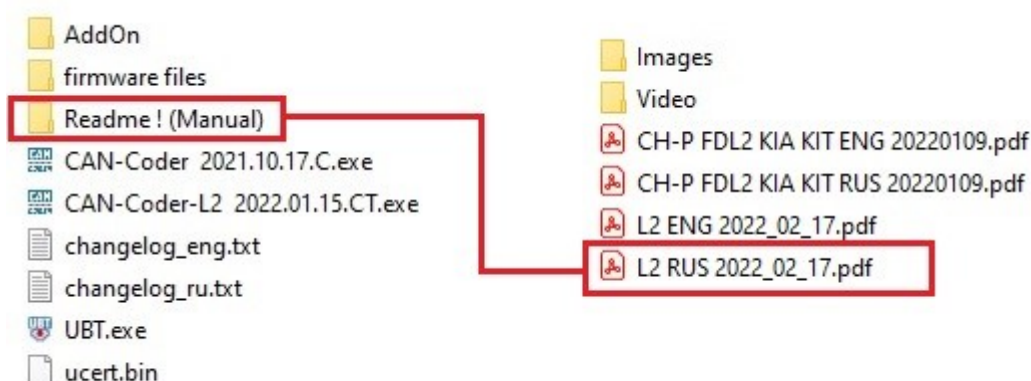 AddOn
firmware files
Readme ! (Manual)
CAN-Coder 2021.10.17.C.exe
CAN-Coder-L2 2022.01.15.CT.exe
changelog_eng.txt
changelog_ru.txt
UBT.exe
ucert.bin
Images
Video
CH-P FDL2 KIA KIT ENG 20220109.pdf
CH-P FDL2 KIA KIT RUS 20220109.pdf
L2 ENG 2022_02_17.pdf
L2 RUS 2022_02_17.pdf